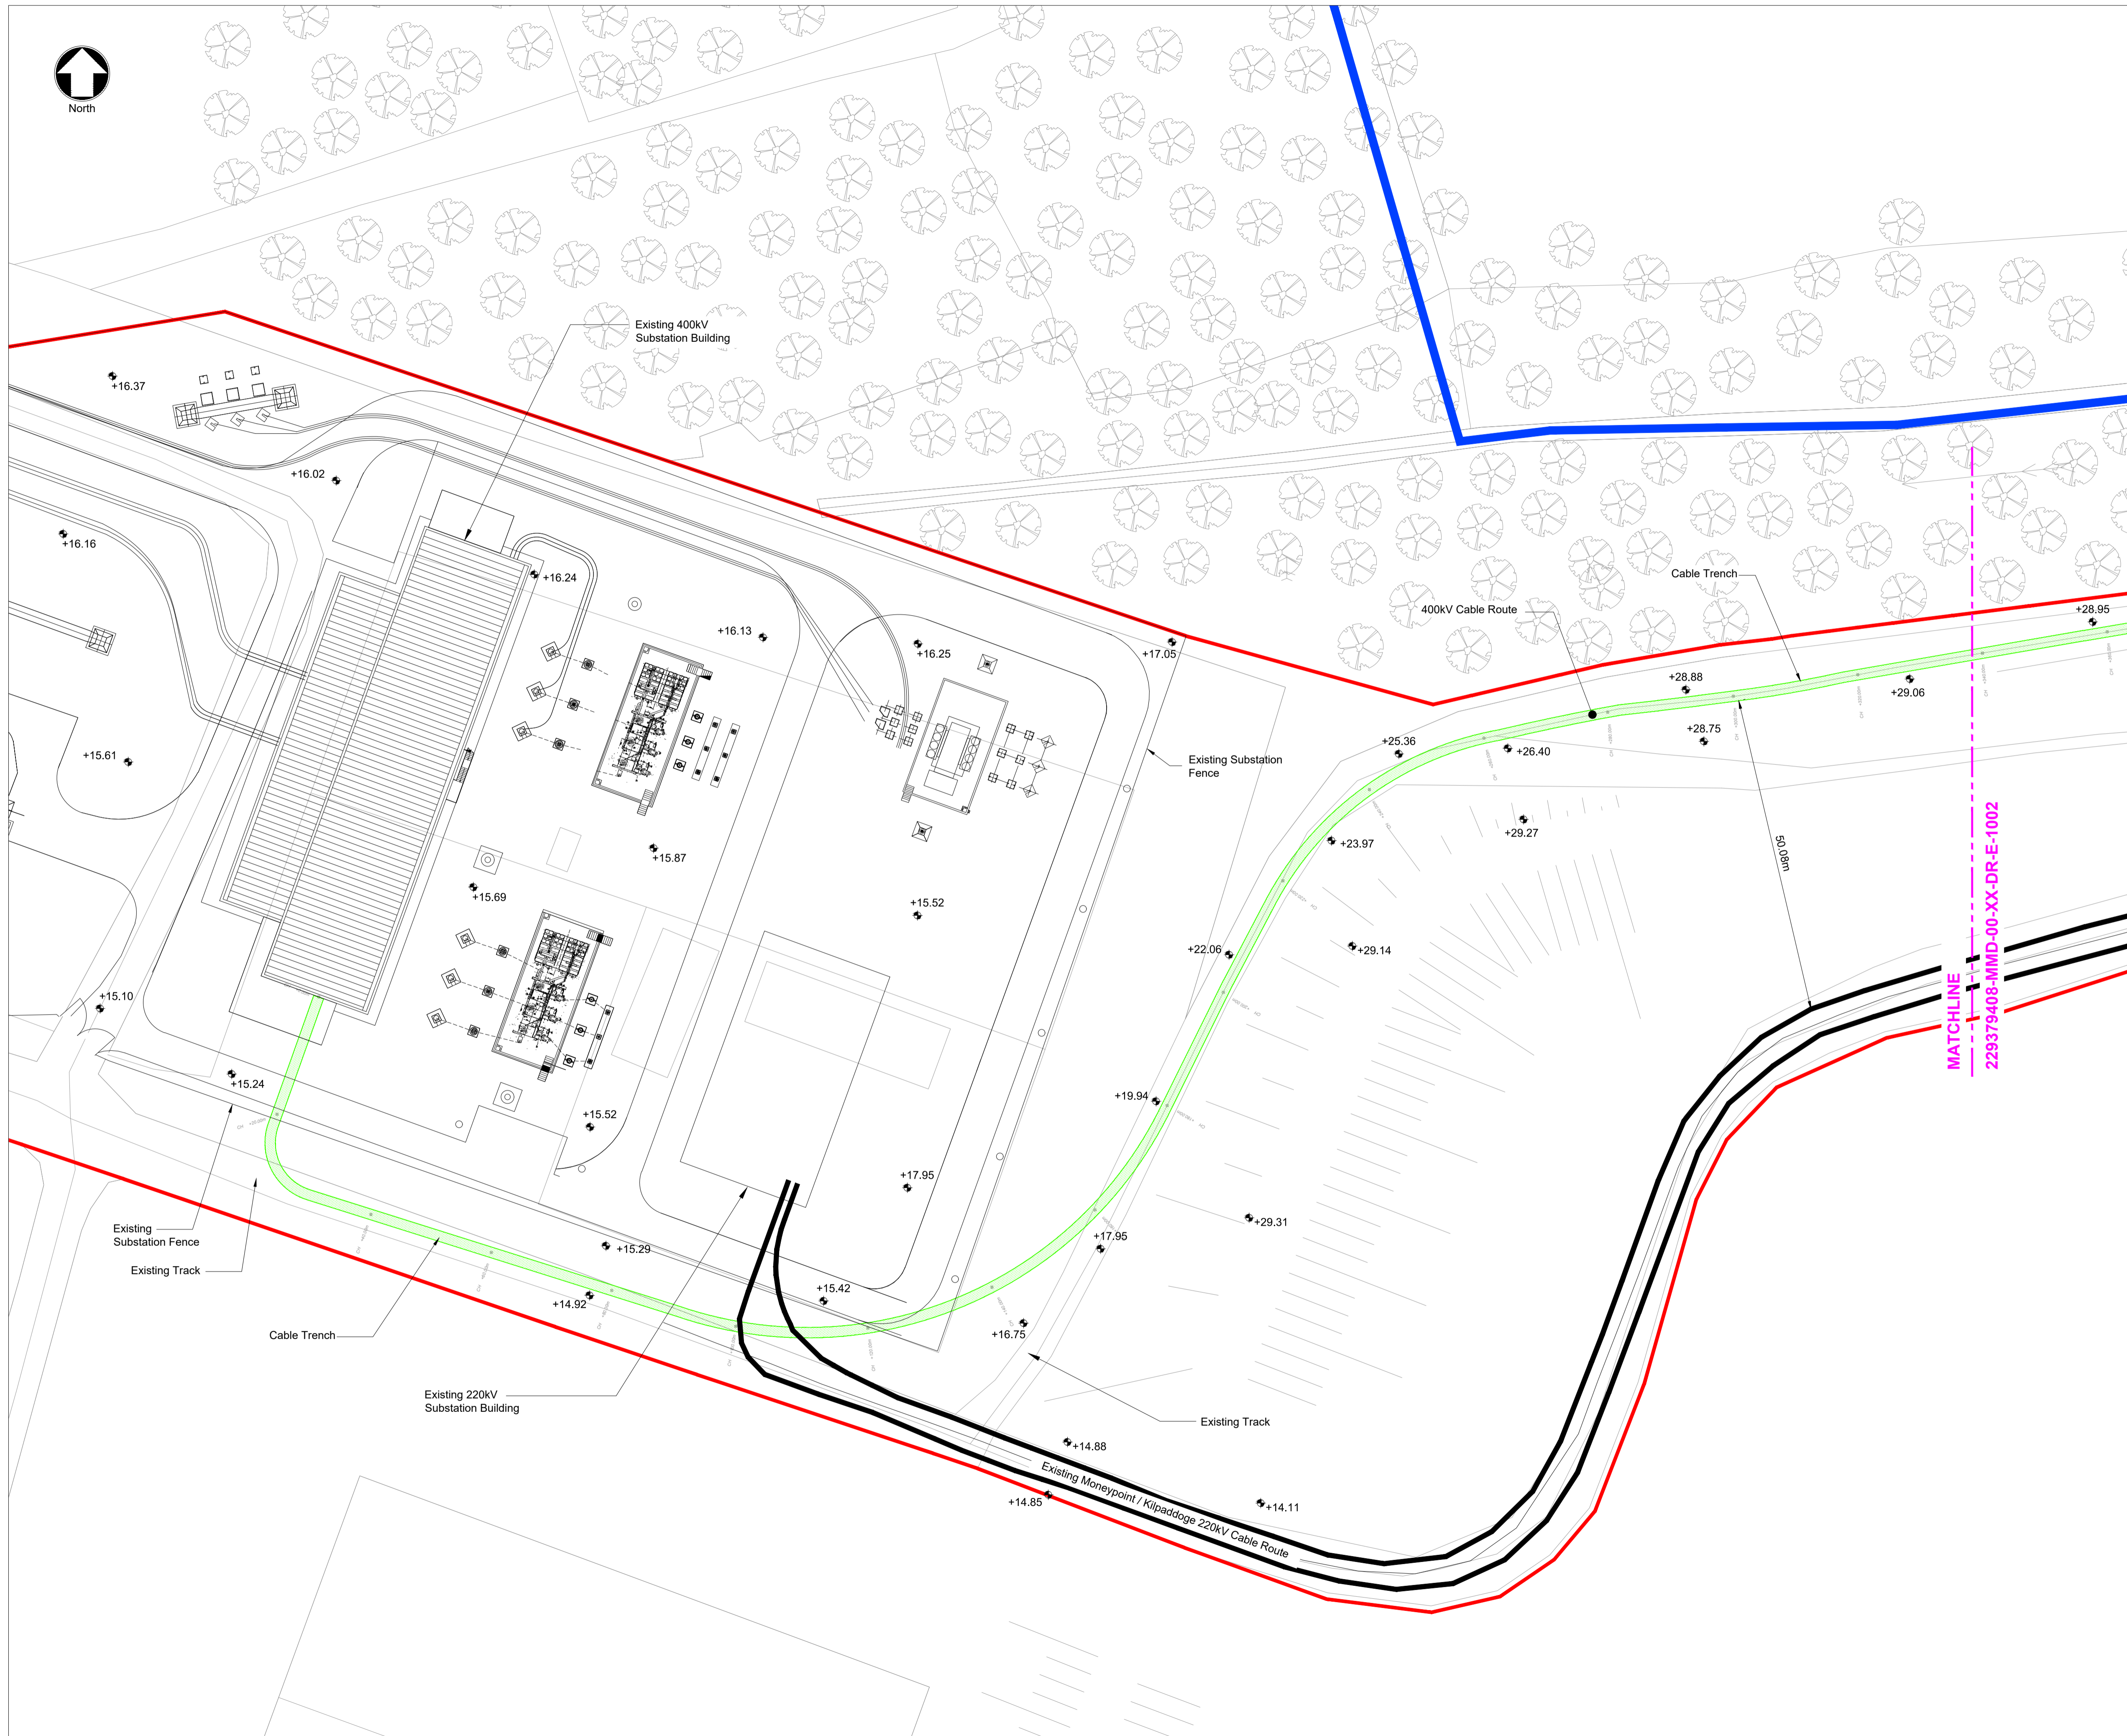 North
Existing 400kV
Substation Building
+16.37
+16.02
+16.16
+16.24
+16.13
+16.25
+17.05
Cable Trench
400kV Cable Route
+28.95
+28.88
+29.06
+28.75
+25.36
+26.40
Existing Substation
Fence
+15.61
+29.27
+23.97
50.08m
+15.87
+15.69
+15.52
+22.06
+29.14
MATCHLINE
229379408-MMD-00-XX-DR-E-1002
+15.10
+15.24
+15.52
+19.94
+17.95
+29.31
+17.95
Existing
Substation Fence
Existing Track
+15.29
+14.92
+15.42
+16.75
Cable Trench
Existing 220kV
Substation Building
Existing Track
+14.88
+14.85
+14.11
Existing Moneypoint / Kilpaddoge 220kV Cable Route